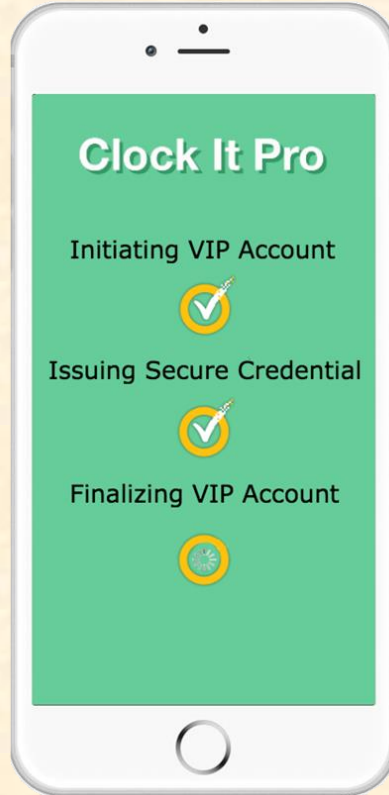 Clock It Pro
Initiating VIP Account
Issuing Secure Credential
Finalizing VIP Account